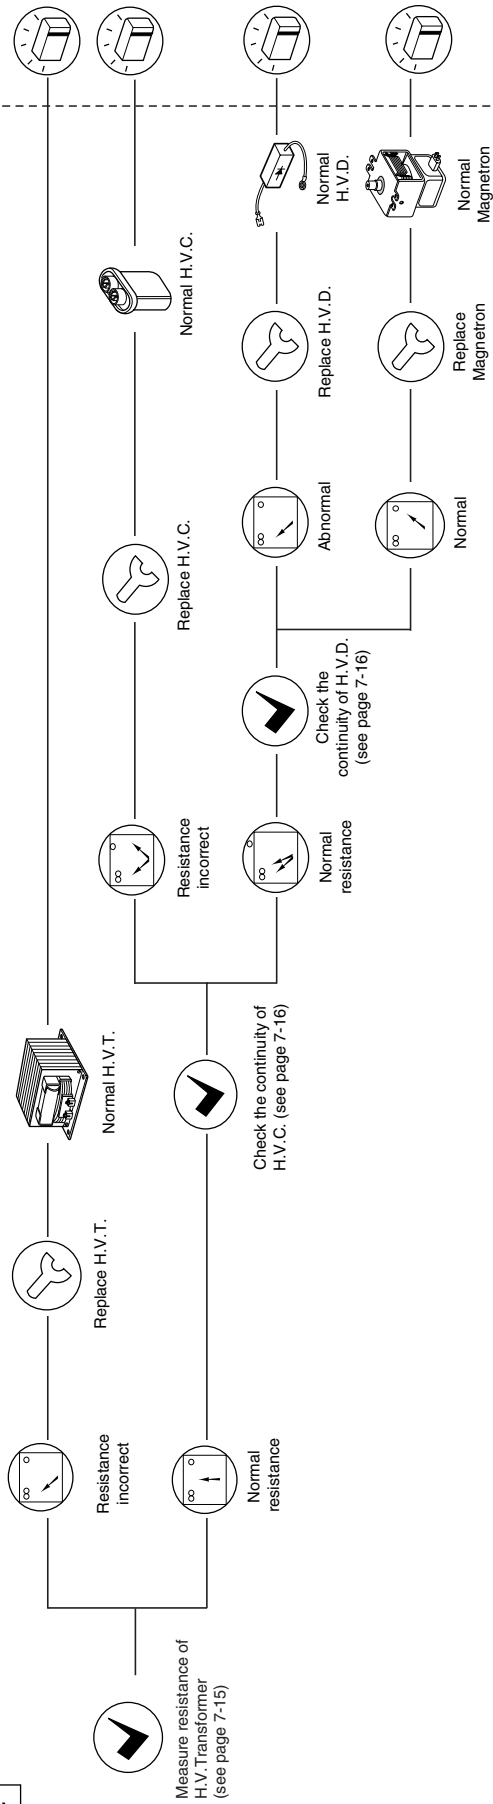 Measure resistance of
H.V.Transformer
(see page 7-15)
Resistance
incorrect
Replace H.V.T.
Normal H.V.T.
Normal
resistance
Check the continuity of
H.V.C. (see page 7-16)
Resistance
incorrect
Replace H.V.C.
Normal H.V.C.
Normal
resistance
Check the
continuity of H.V.D.
(see page 7-16)
Abnormal
Replace H.V.D.
Normal
H.V.D.
Normal
Replace
Magnetron
Normal
Magnetron